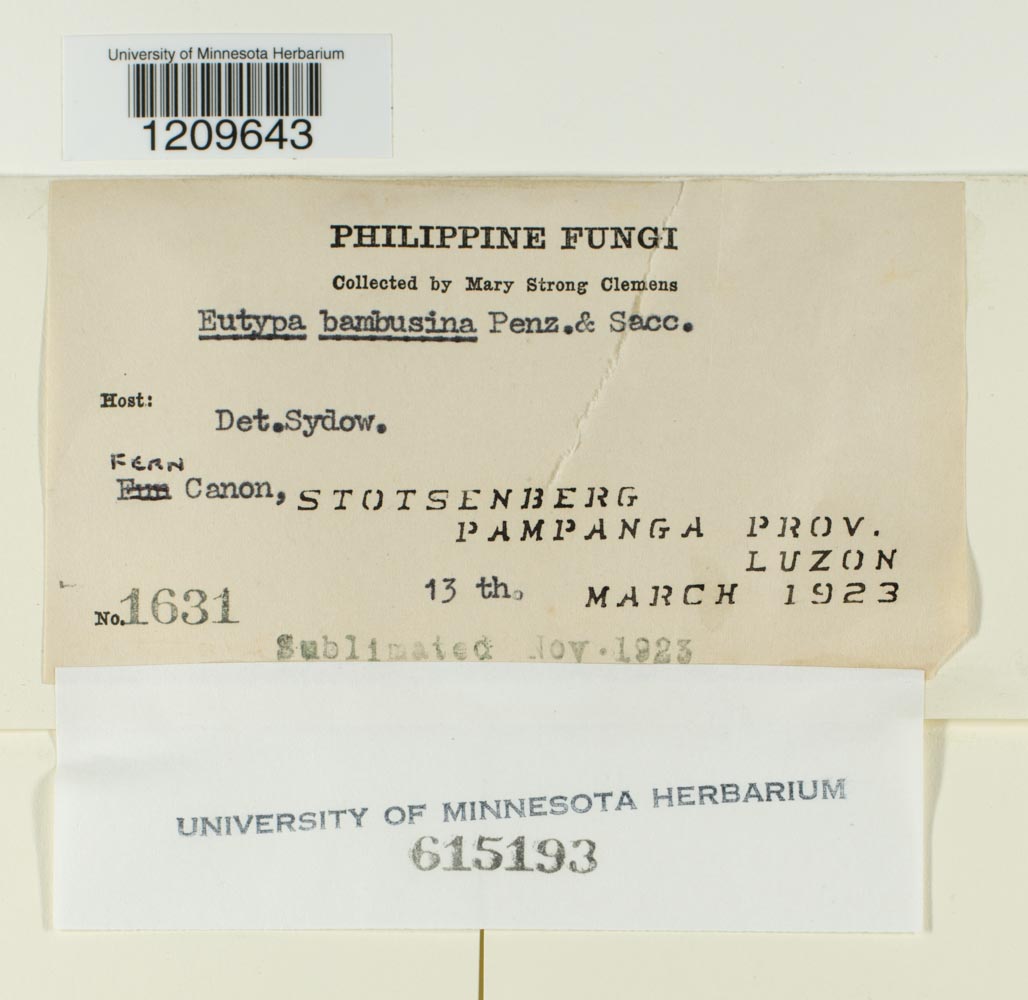 University of Minnesota Herbarium
1209643
PHILIPPINE FUNGI
Collected by Mary Strong Clemens
Eutypa bambusina Penz.& Sacc.
Host:
Det.Sydow.
FERN
Canon, STOTSENBERG
PAMPANGA PROV.
LUZON
13 th. MARCH 1923
No. 1631
Sublimated Nov. 1923
UNIVERSITY OF MINNESOTA HERBARIUM
615193